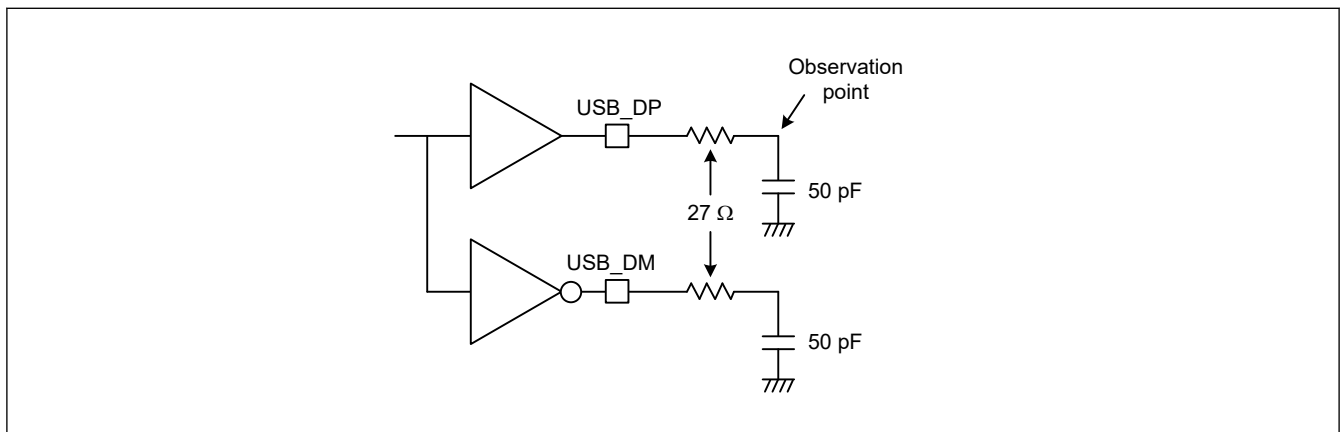 Observation
point
USB_DP
50 pF
27 Ω
USB_DM
50 pF